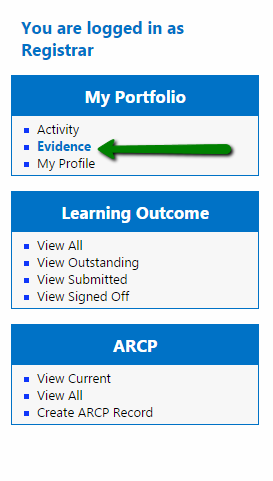 You are logged in as
Registrar
My Portfolio
Activity
Evidence
My Profile
Learning Outcome
View All
View Outstanding
View Submitted
View Signed Off
ARCP
View Current
View All
Create ARCP Record